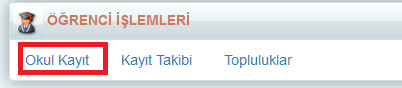 ÖĞRENCİ İŞLEMLERİ
Okul Kayıt Kayıt Takibi Topluluklar